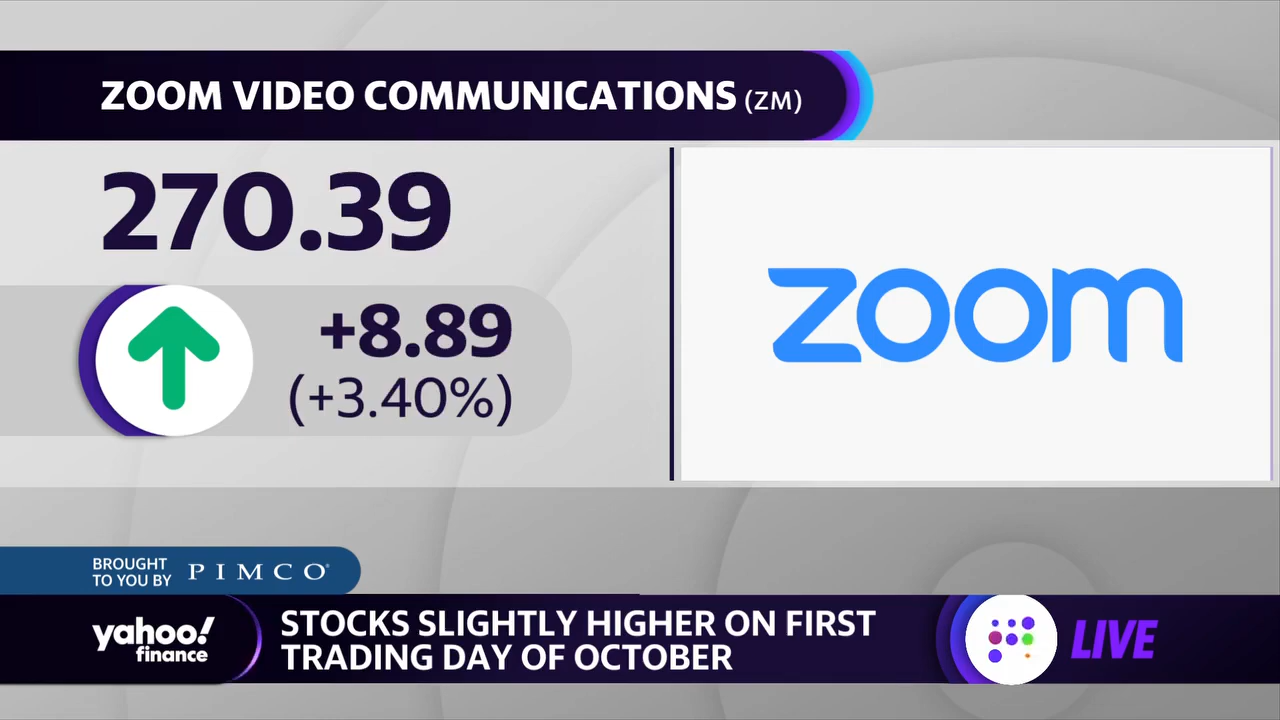 ZOOM VIDEO COMMUNICATIONS (ZM)
270.39
+8.89
(+3.40%)
zoom
BROUGHT
TO YOU BY
PIMCO®
yahoo!
finance
STOCKS SLIGHTLY HIGHER ON FIRST
TRADING DAY OF OCTOBER
LIVE